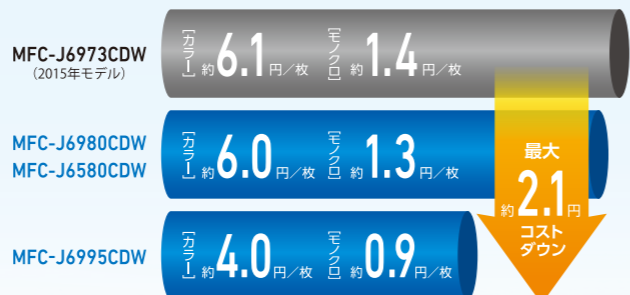 MFC-J6973CDW
（2015年モデル）
［カラー］ 約6.1円／枚 ［モノクロ］ 約1.4円／枚
MFC-J6980CDW
MFC-J6580CDW
［カラー］ 約6.0円／枚 ［モノクロ］ 約1.3円／枚
MFC-J6995CDW
［カラー］ 約4.0円／枚 ［モノクロ］ 約0.9円／枚
最大
約2.1円
コスト
ダウン